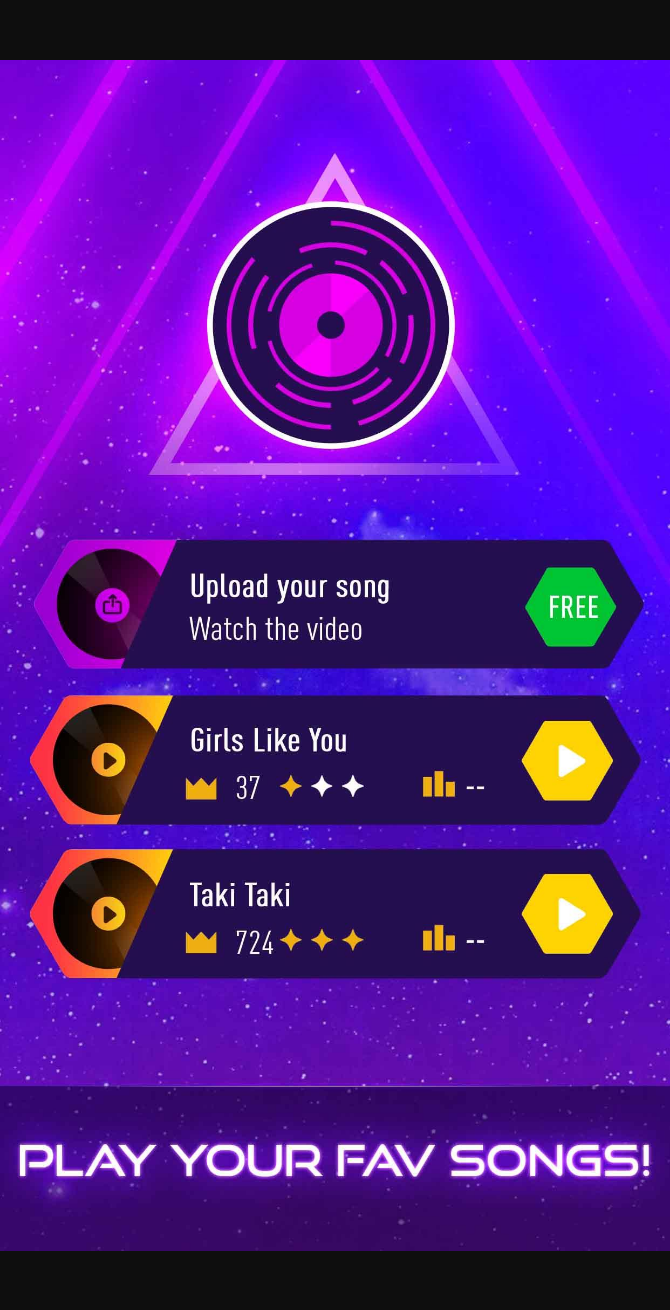 Upload your song
Watch the video
FREE
Girls Like You
37
--
Taki Taki
724
--
PLAY YOUR FAV SONGS!